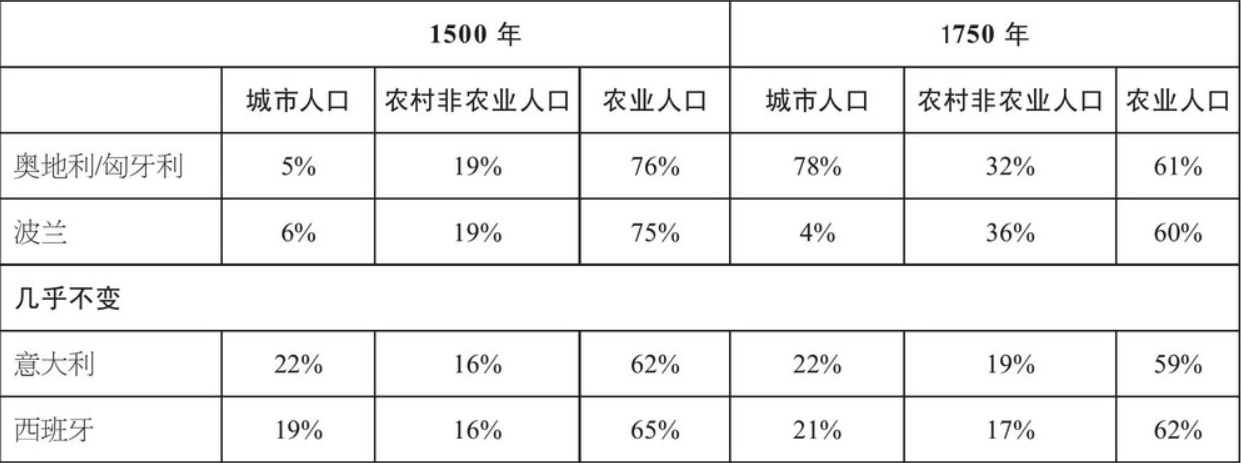 1500 年 1750 年
城市人口 农村非农业人口 农业人口 城市人口 农村非农业人口 农业人口
奥地利/匈牙利 5% 19% 76% 78% 32% 61%
波兰 6% 19% 75% 4% 36% 60%
几乎不变
意大利 22% 16% 62% 22% 19% 59%
西班牙 19% 16% 65% 21% 17% 62%